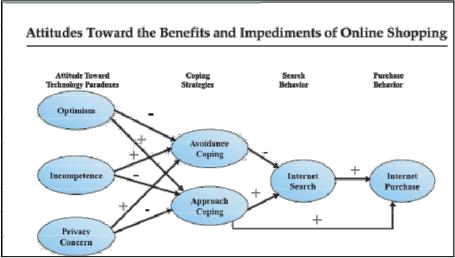 Attitudes Toward the Benefits and Impediments of Online Shopping
Attitude Toward
Technology Paradoxes
Coping
Strategies
Search
Behavior
Purchase
Behavior
Optimism
Incompetence
Privacy
Concern
Avoidance
Coping
Approach
Coping
Internet
Search
Internet
Purchase
-
+
+
-
+
-
-
+
+
+